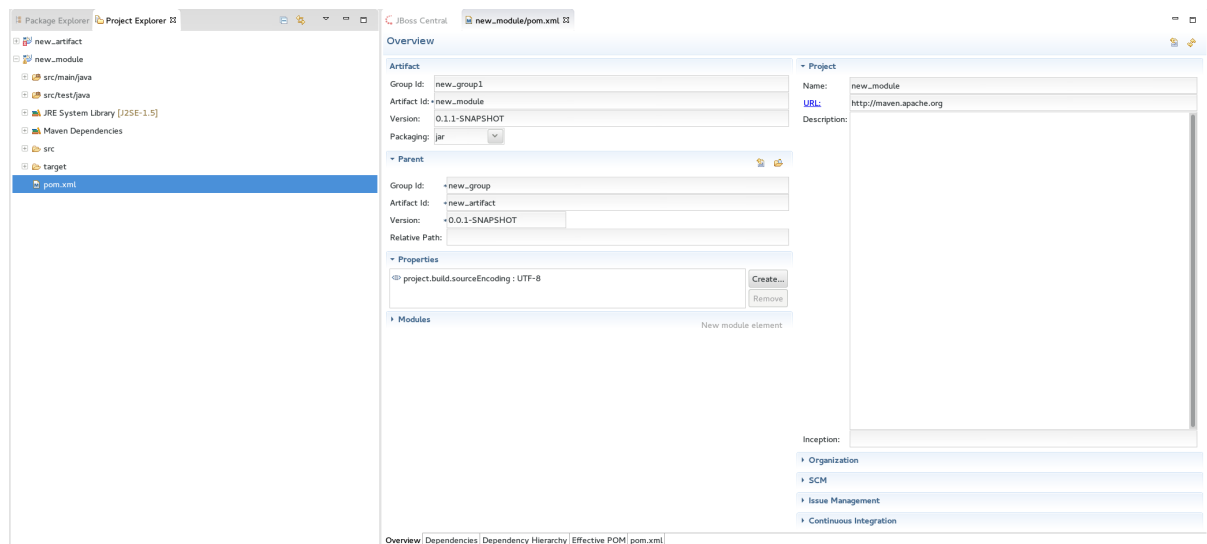 Package Explorer Project Explorer
new_artifact
new_module
src/main/java
src/test/java
JRE System Library [J2SE-1.5]
Maven Dependencies
src
target
pom.xml
JBoss Central new_module/pom.xml
Overview
Artifact
Group Id: new_group1
Artifact Id:* new_module
Version: 0.1.1-SNAPSHOT
Packaging: jar
Parent
Group Id: *new_group
Artifact Id: *new_artifact
Version: *0.0.1-SNAPSHOT
Relative Path:
Properties
project.build.sourceEncoding : UTF-8
Create...
Remove
Modules
New module element
Project
Name: new_module
URL: http://maven.apache.org
Description:
Inception:
Organization
SCM
Issue Management
Continuous Integration
Overview Dependencies Dependency Hierarchy Effective POM pom.xml